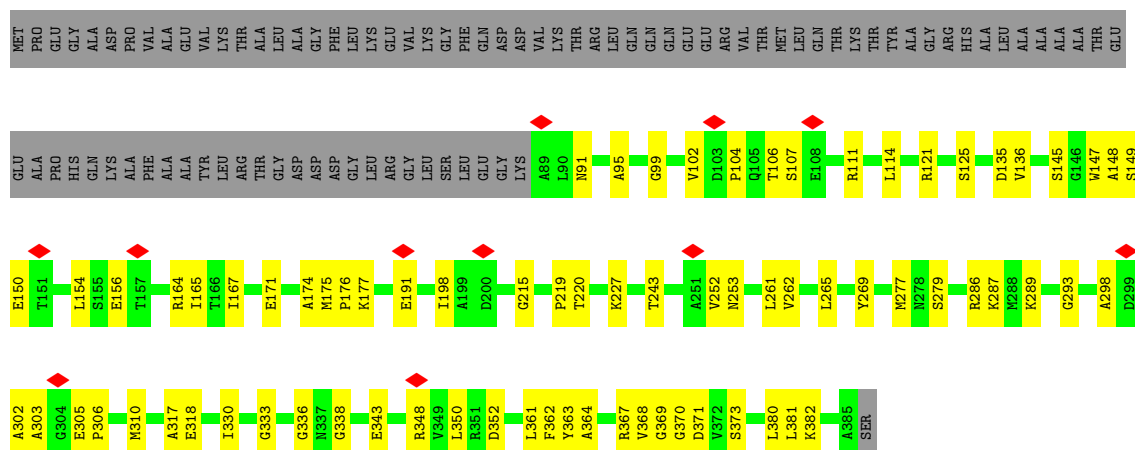 MET PRO GLU GLY ALA ASP PRO VAL ALA GLU VAL LYS THR ALA LEU ALA GLY PHE LEU LYS GLU VAL LYS GLY PHE GLN ASP ASP VAL LYS THR ARG LEU GLN GLN GLN GLU GLU ARG VAL THR MET LEU GLN THR LYS THR TYR ALA GLY ARG HIS ALA LEU ALA ALA ALA ALA THR GLU
GLU ALA PRO HIS GLN LYS ALA PHE ALA ALA TYR LEU ARG THR GLY ASP ASP ASP GLY LEU ARG GLY LEU SER LEU GLU GLY LYS A89 L90 N91 A95 G99 V102 D103 P104 Q105 T106 S107 E108 R111 L114 R121 S125 D135 V136 S145 G146 W147 A148 S149
E150 T151 L154 S155 E156 T157 R164 I165 T166 I167 E171 A174 M175 P176 K177 E191 I198 A199 D200 G215 P219 T220 K227 T243 A251 V252 N253 L261 V262 L265 Y269 M277 N278 S279 R286 K287 M288 K289 G293 A298 D299
A302 A303 G304 E305 P306 M310 A317 E318 I330 G333 G336 N337 G338 E343 R348 V349 L350 R351 D352 L361 F362 Y363 A364 R367 V368 G369 G370 D371 V372 S373 L380 L381 K382 A385 SER